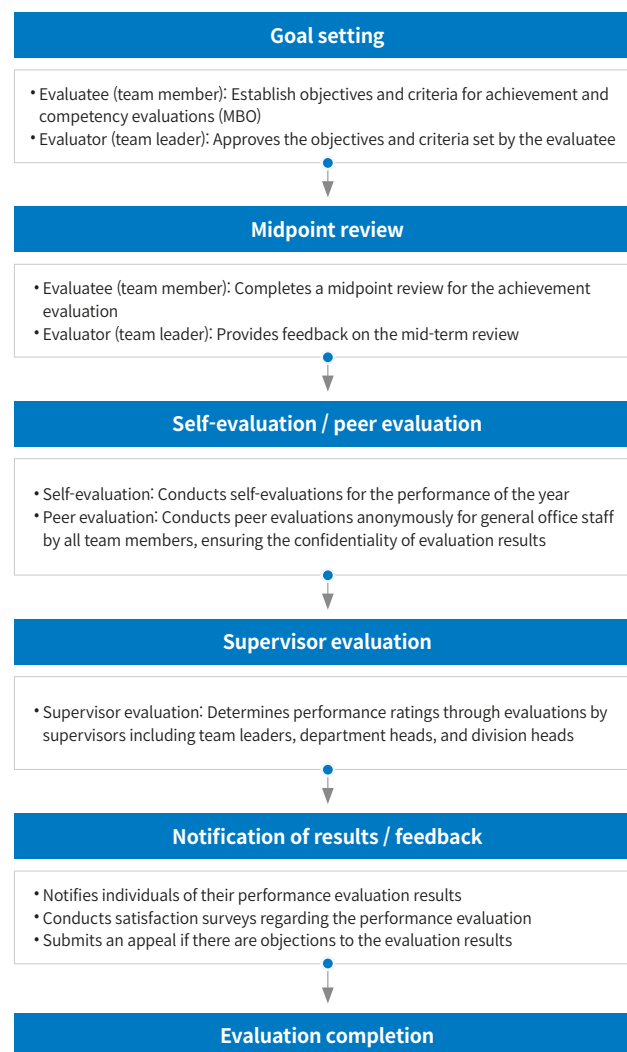 Goal setting
• Evaluatee (team member): Establish objectives and criteria for achievement and
competency evaluations (MBO)
• Evaluator (team leader): Approves the objectives and criteria set by the evaluatee
Midpoint review
• Evaluatee (team member): Completes a midpoint review for the achievement
evaluation
• Evaluator (team leader): Provides feedback on the mid-term review
Self-evaluation / peer evaluation
• Self-evaluation: Conducts self-evaluations for the performance of the year
• Peer evaluation: Conducts peer evaluations anonymously for general office staff
by all team members, ensuring the confidentiality of evaluation results
Supervisor evaluation
• Supervisor evaluation: Determines performance ratings through evaluations by
supervisors including team leaders, department heads, and division heads
Notification of results / feedback
• Notifies individuals of their performance evaluation results
• Conducts satisfaction surveys regarding the performance evaluation
• Submits an appeal if there are objections to the evaluation results
Evaluation completion